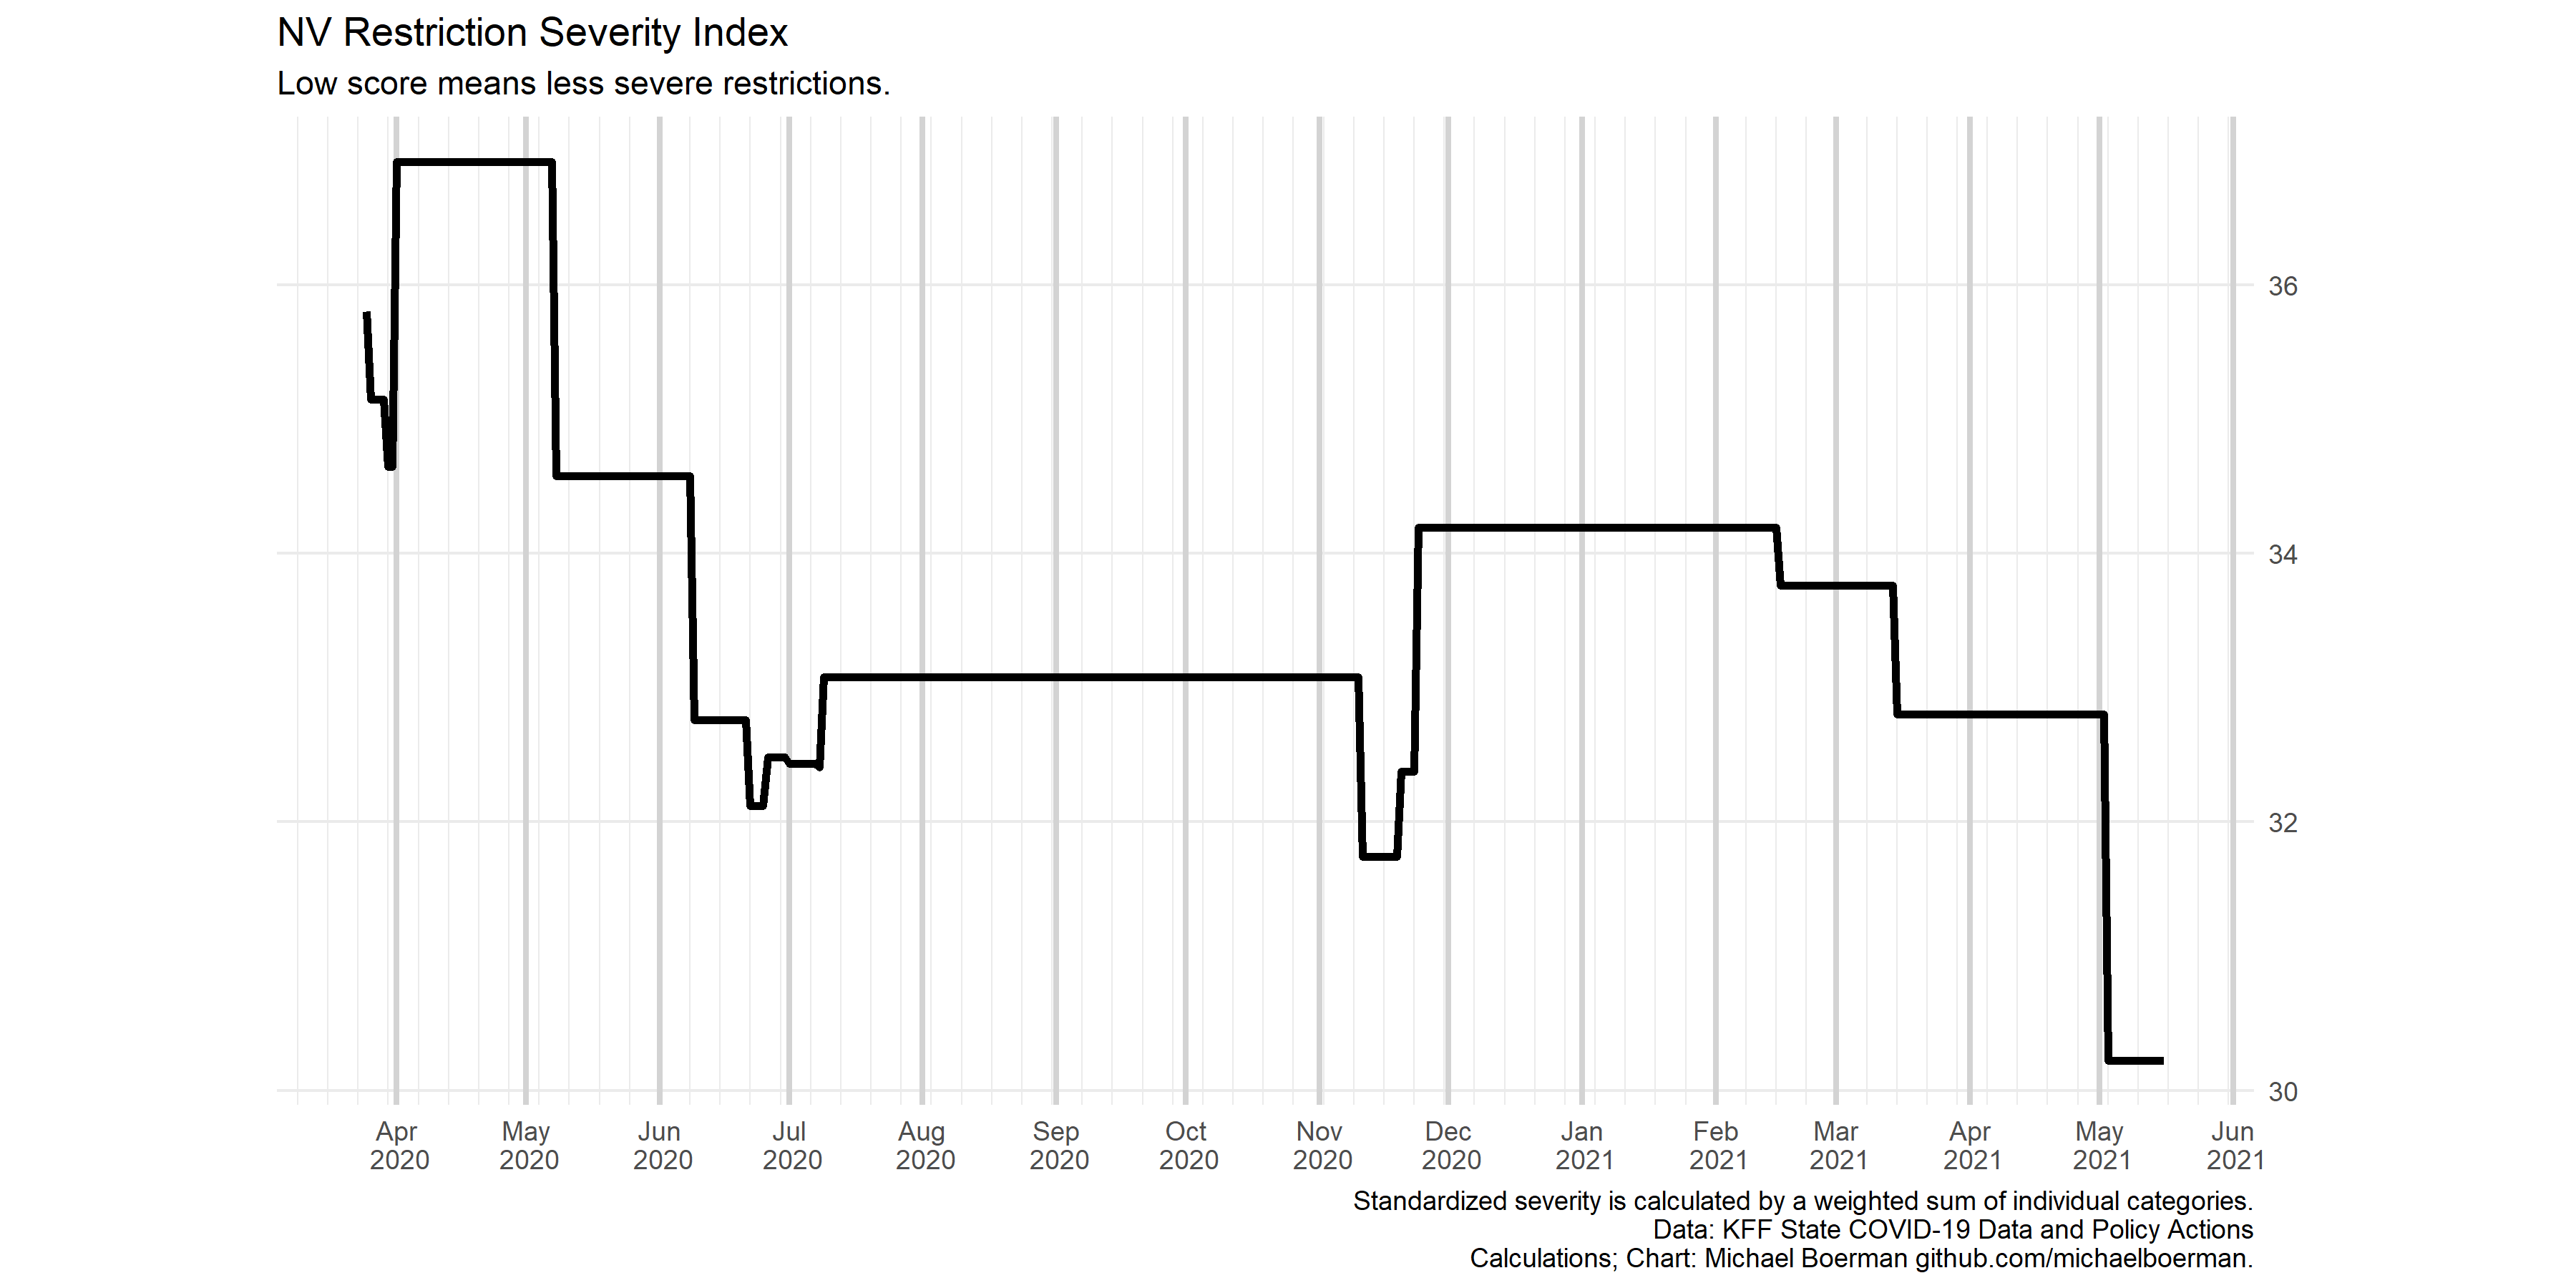 NV Restriction Severity Index
Low score means less severe restrictions.
36
34
32
30
Apr May Jun Jul Aug Sep Oct Nov Dec Jan Feb Mar Apr May Jun
2020 2020 2020 2020 2020 2020 2020 2020 2020 2021 2021 2021 2021 2021 2021
Standardized severity is calculated by a weighted sum of individual categories.
Data: KFF State COVID-19 Data and Policy Actions
Calculations; Chart: Michael Boerman github.com/michaelboerman.